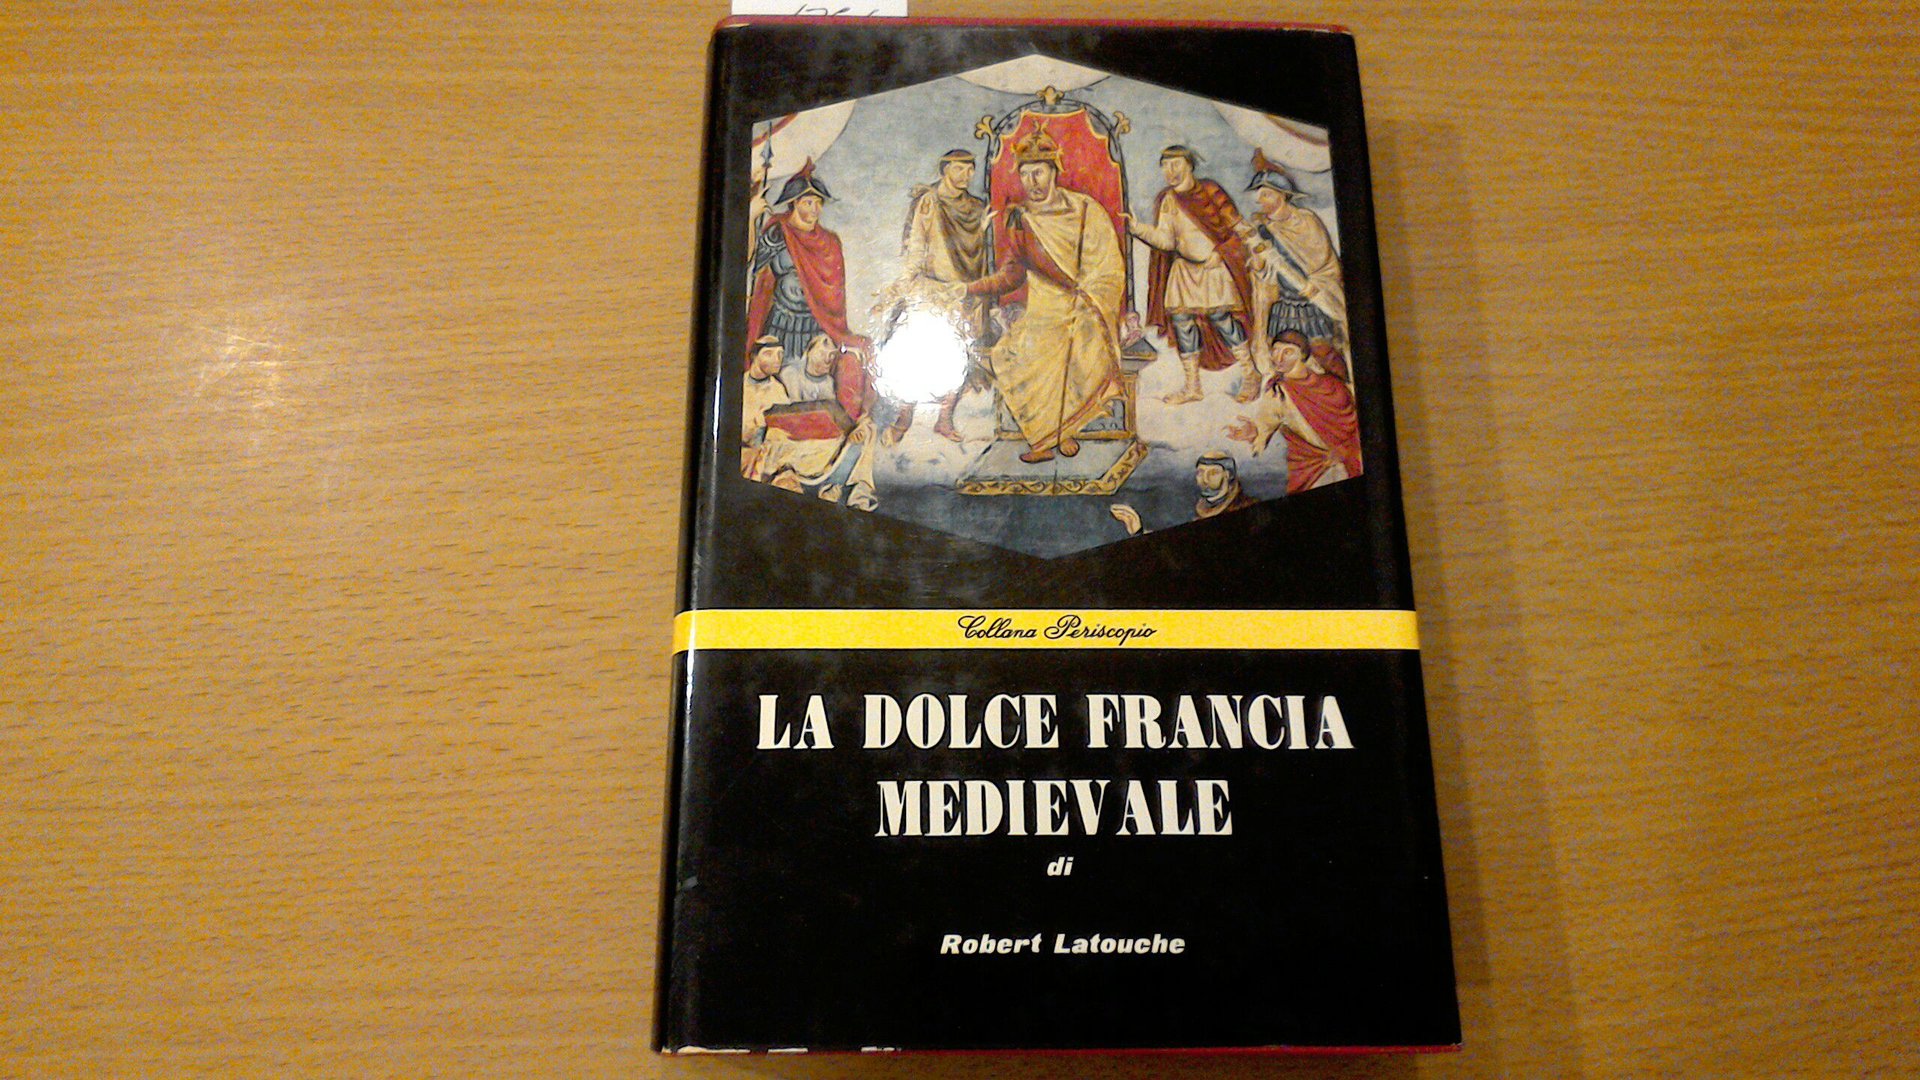 Collana Periscopio
LA DOLCE FRANCIA
MEDIEVALE
di
Robert Latouche